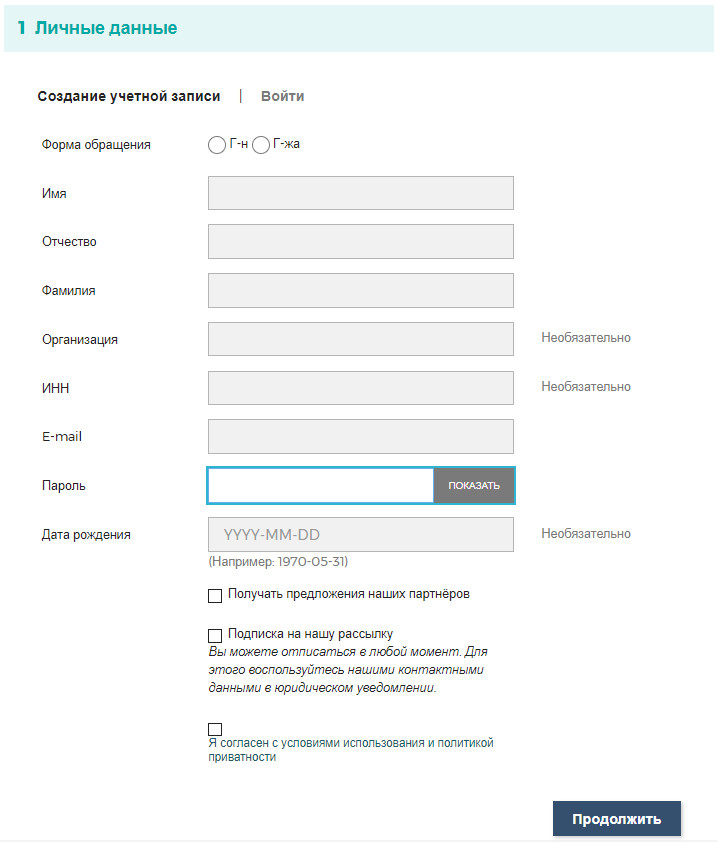 1 Личные данные
Создание учетной записи | Войти
Форма обращения Г-н Г-жа
Имя
Отчество
Фамилия
Организация Необязательно
ИНН Необязательно
E-mail
Пароль ПОКАЗАТЬ
Дата рождения YYYY-MM-DD Необязательно
(Например: 1970-05-31)
Получать предложения наших партнёров
Подписка на нашу рассылку
Вы можете отписаться в любой момент. Для
этого воспользуйтесь нашими контактными
данными в юридическом уведомлении.
Я согласен с условиями использования и политикой
приватности
Продолжить